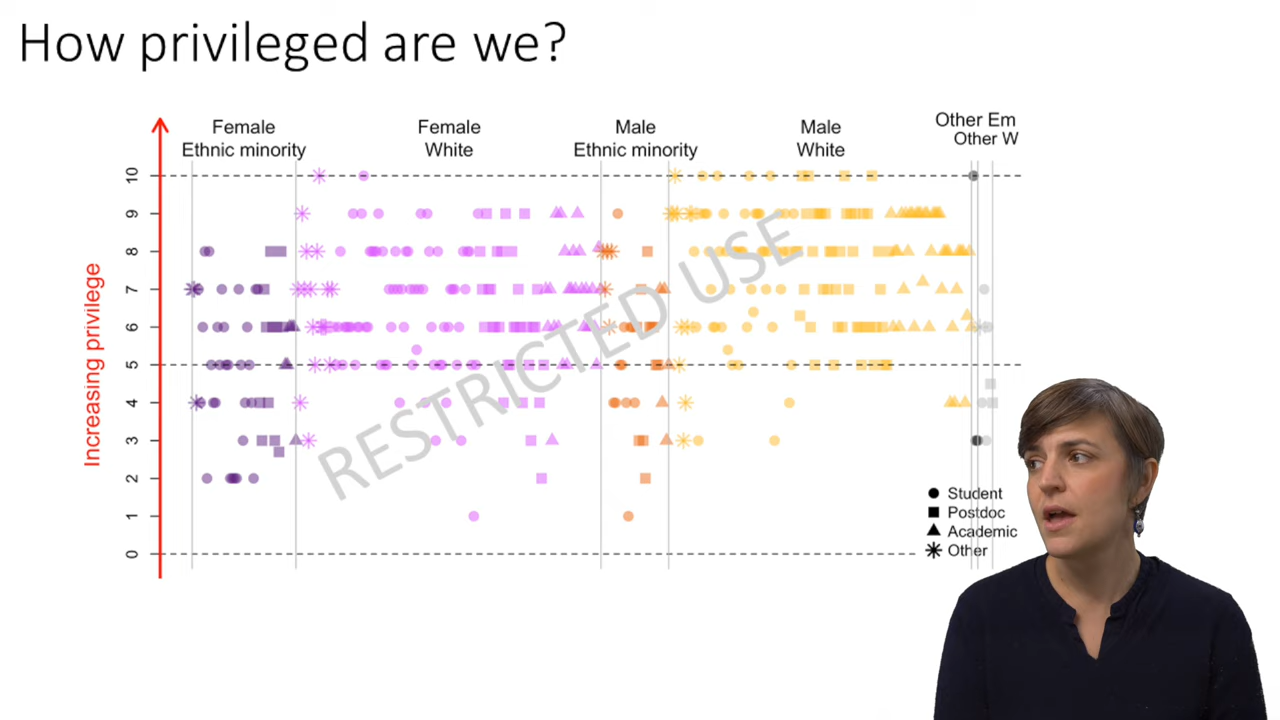 How privileged are we?
Female
Ethnic minority
Female
White
Male
Ethnic minority
Male
White
Other Em
Other W
Increasing privilege
10
9
8
7
6
5
4
3
2
1
0
RESTRICTED USE
Student
Postdoc
Academic
Other